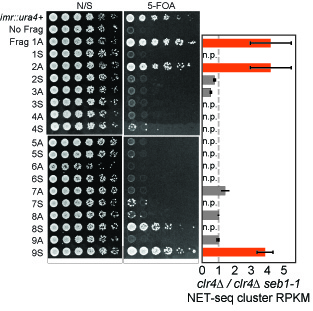 N/S 5-FOA
imr::ura4+
No Frag
Frag 1A
1S n.p.
2A
2S
3A
3S n.p.
4A n.p.
4S n.p.
5A n.p.
5S n.p.
6A n.p.
6S n.p.
7A
7S n.p.
8A
8S n.p.
9A
9S
0 1 2 3 4 5
clr4Δ / clr4Δ seb1-1
NET-seq cluster RPKM